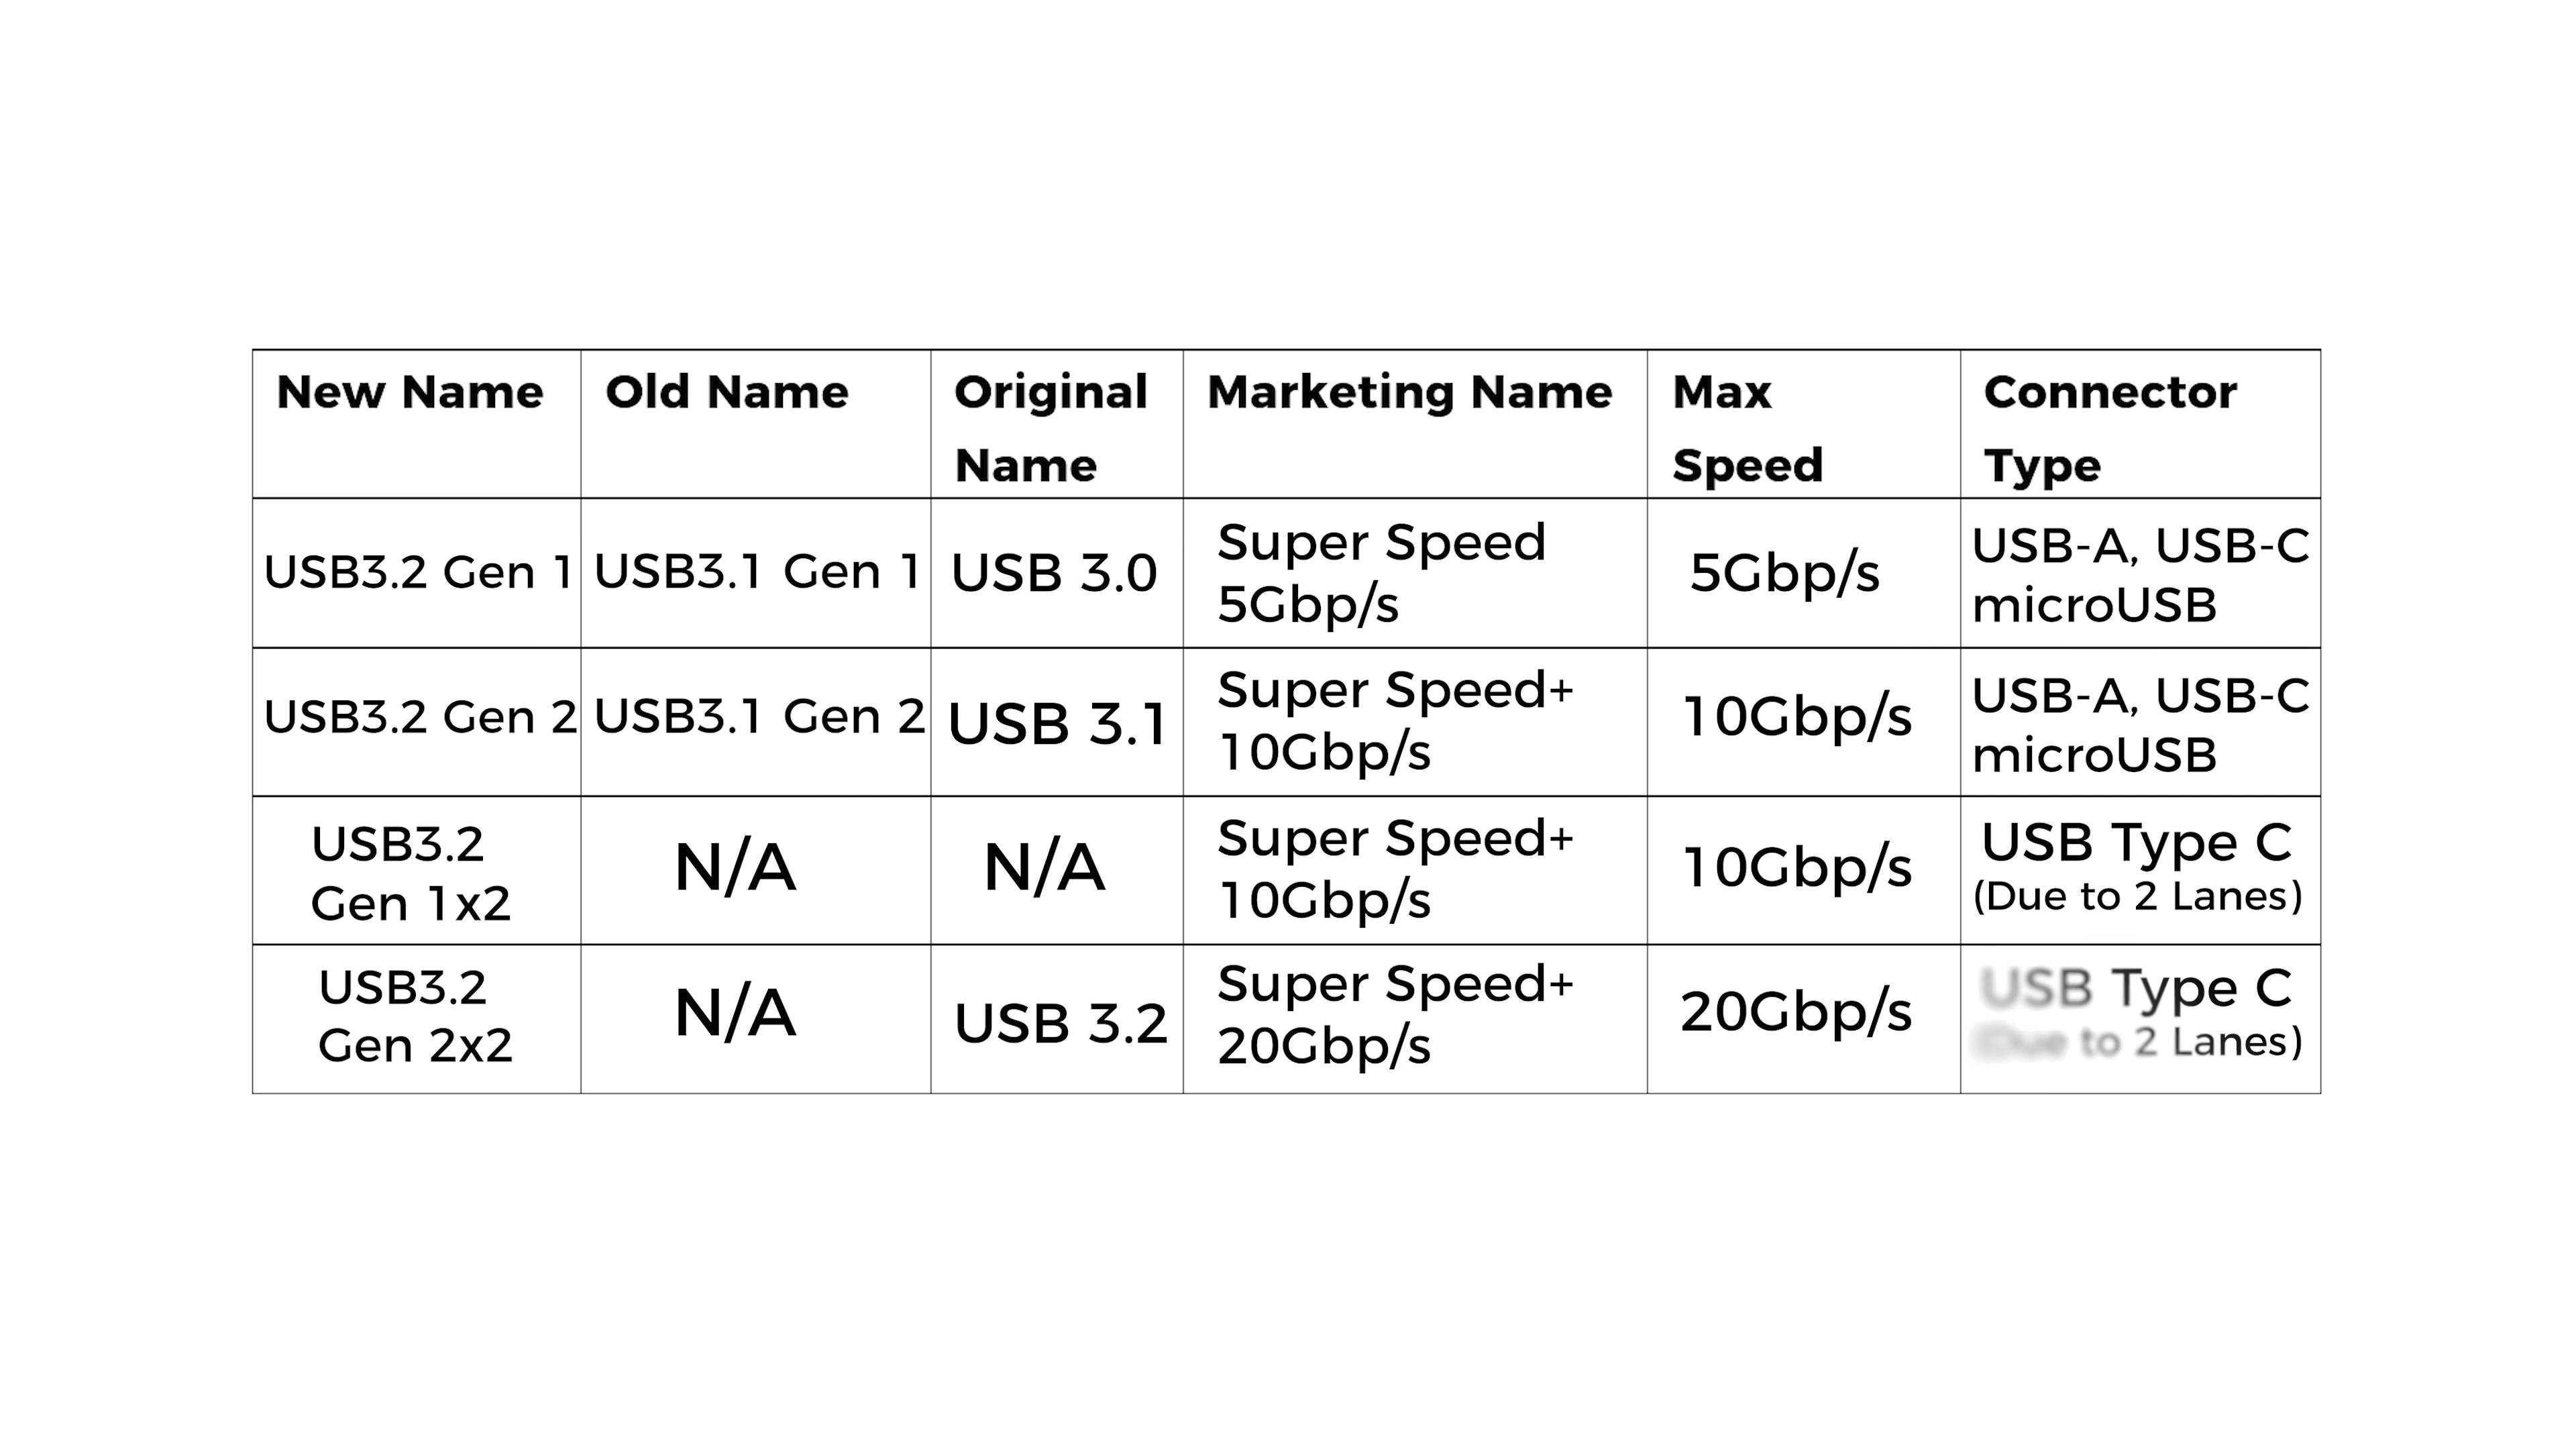 New Name
Old Name
Original
Name
Marketing Name
Max
Speed
Connector
Type
USB3.2 Gen 1
USB3.1 Gen 1
USB 3.0
Super Speed
5Gbp/s
5Gbp/s
USB-A, USB-C
microUSB
USB3.2 Gen 2
USB3.1 Gen 2
USB 3.1
Super Speed+
10Gbp/s
10Gbp/s
USB-A, USB-C
microUSB
USB3.2
Gen 1x2
N/A
N/A
Super Speed+
10Gbp/s
10Gbp/s
USB Type C
(Due to 2 Lanes)
USB3.2
Gen 2x2
N/A
USB 3.2
Super Speed+
20Gbp/s
20Gbp/s
USB Type C
(Due to 2 Lanes)